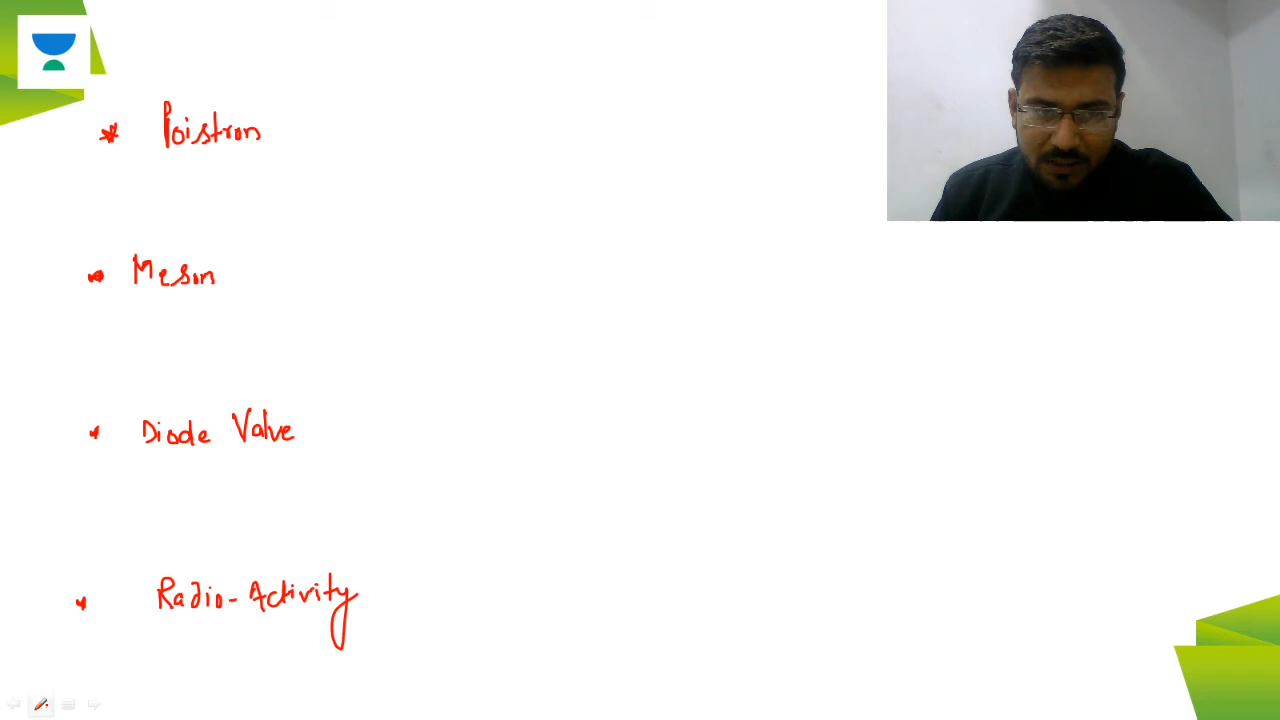 * Poistron
• Meson
• Diode Valve
• Radio-Activity